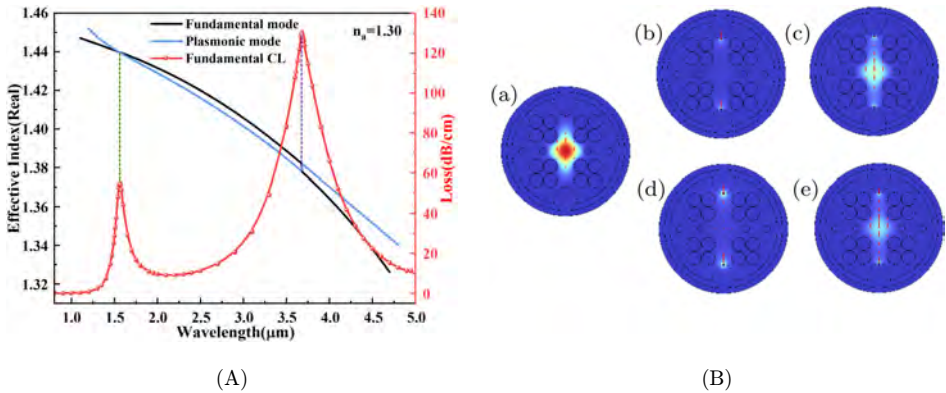 1.46
1.44
1.42
1.40
1.38
1.36
1.34
1.32
Effective Index(Real)
Fundamental mode
Plasmonic mode
Fundamental CL
nₐ=1.30
140
130
120
100
80
60
40
20
0
Loss(dB/cm)
1.0 1.5 2.0 2.5 3.0 3.5 4.0 4.5 5.0
Wavelength(μm)
(A)
(a)
(b)
(c)
(d)
(e)
(B)